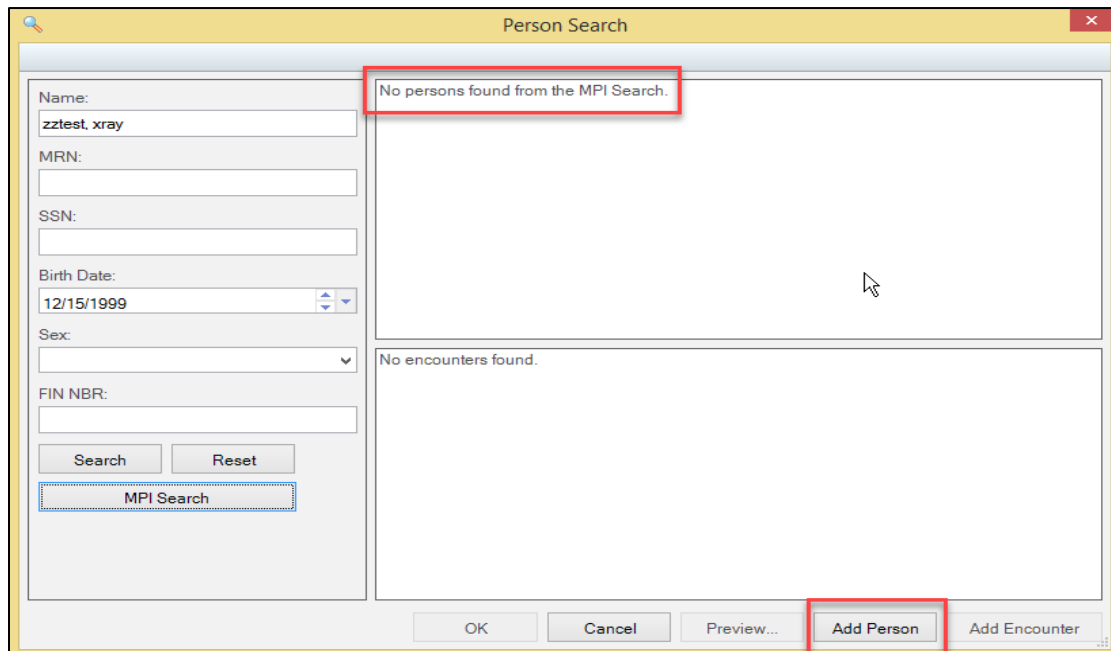 Person Search
Name:
zztest, xray
MRN:
SSN:
Birth Date:
12/15/1999
Sex:
FIN NBR:
Search Reset
MPI Search
No persons found from the MPI Search.
No encounters found.
OK Cancel Preview... Add Person Add Encounter